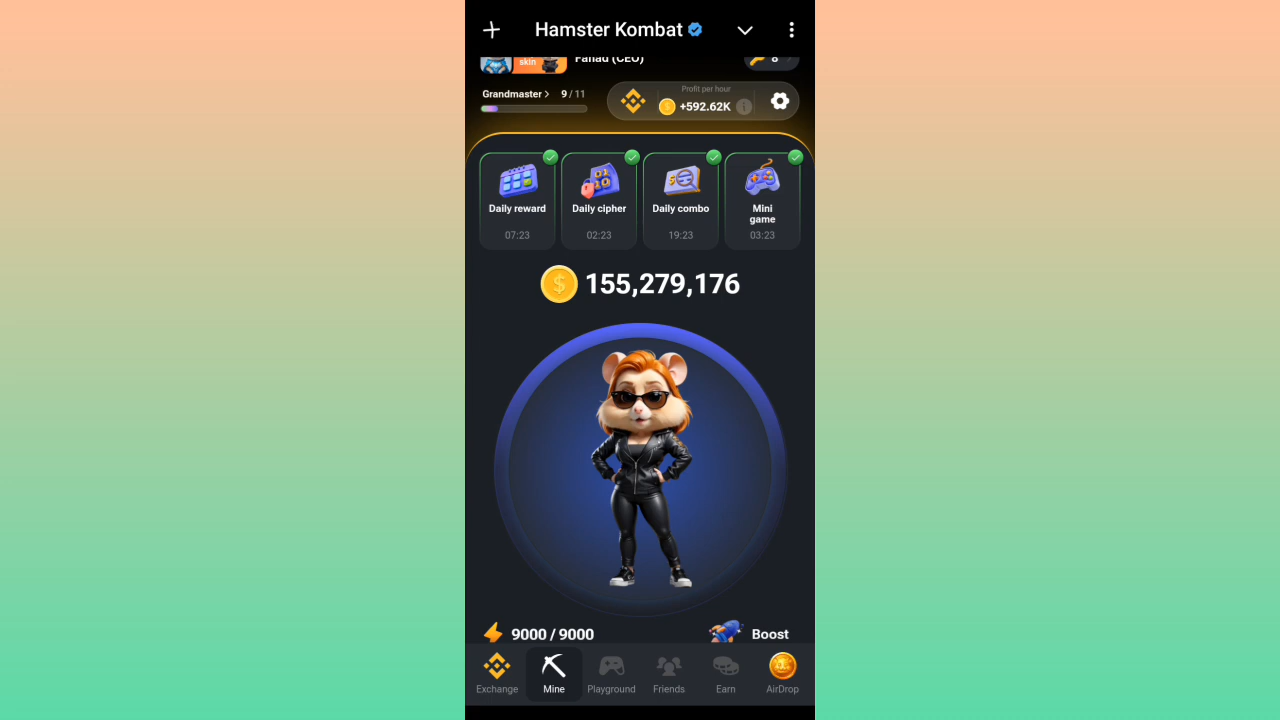 Hamster Kombat
skin
Fahad (CEO)
8
Grandmaster > 9 / 11
Profit per hour
+592.62K
Daily reward
07:23
Daily cipher
02:23
Daily combo
19:23
Mini
game
03:23
155,279,176
9000 / 9000
Boost
Exchange
Mine
Playground
Friends
Earn
AirDrop